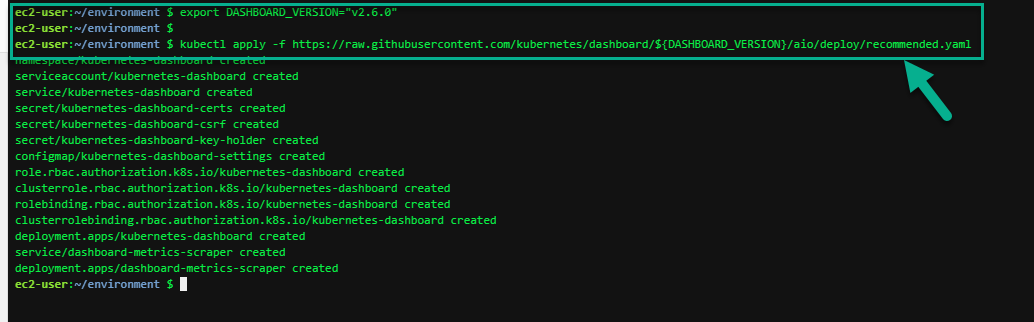 ec2-user:~/environment $ export DASHBOARD_VERSION="v2.6.0"
ec2-user:~/environment $
ec2-user:~/environment $ kubectl apply -f https://raw.githubusercontent.com/kubernetes/dashboard/${DASHBOARD_VERSION}/aio/deploy/recommended.yaml
namespace/kubernetes-dashboard created
serviceaccount/kubernetes-dashboard created
service/kubernetes-dashboard created
secret/kubernetes-dashboard-certs created
secret/kubernetes-dashboard-csrf created
secret/kubernetes-dashboard-key-holder created
configmap/kubernetes-dashboard-settings created
role.rbac.authorization.k8s.io/kubernetes-dashboard created
clusterrole.rbac.authorization.k8s.io/kubernetes-dashboard created
rolebinding.rbac.authorization.k8s.io/kubernetes-dashboard created
clusterrolebinding.rbac.authorization.k8s.io/kubernetes-dashboard created
deployment.apps/kubernetes-dashboard created
service/dashboard-metrics-scraper created
deployment.apps/dashboard-metrics-scraper created
ec2-user:~/environment $